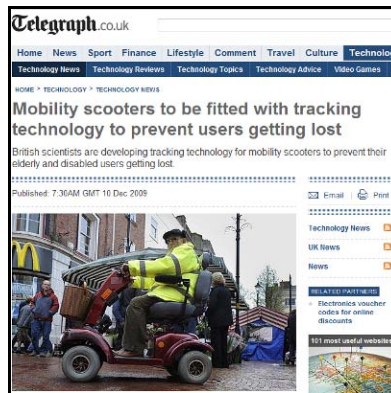 Telegraph.co.uk
Home News Sport Finance Lifestyle Comment Travel Culture Technolo
Technology News Technology Reviews Technology Topics Technology Advice Video Games
HOME > TECHNOLOGY > TECHNOLOGY NEWS
Mobility scooters to be fitted with tracking
technology to prevent users getting lost
British scientists are developing tracking technology for mobility scooters to prevent their
elderly and disabled users getting lost.
Published: 7:30AM GMT 10 Dec 2009
Email | Print
Technology News
UK News
News
RELATED PARTNERS
Electronics voucher
codes for online
discounts
101 most useful websites